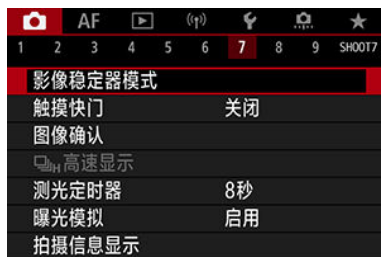 AF
1 2 3 4 5 6 7 8 9 SHOOT7
影像稳定器模式
触摸快门 关闭
图像确认
H高速显示
测光定时器 8秒
曝光模拟 启用
拍摄信息显示